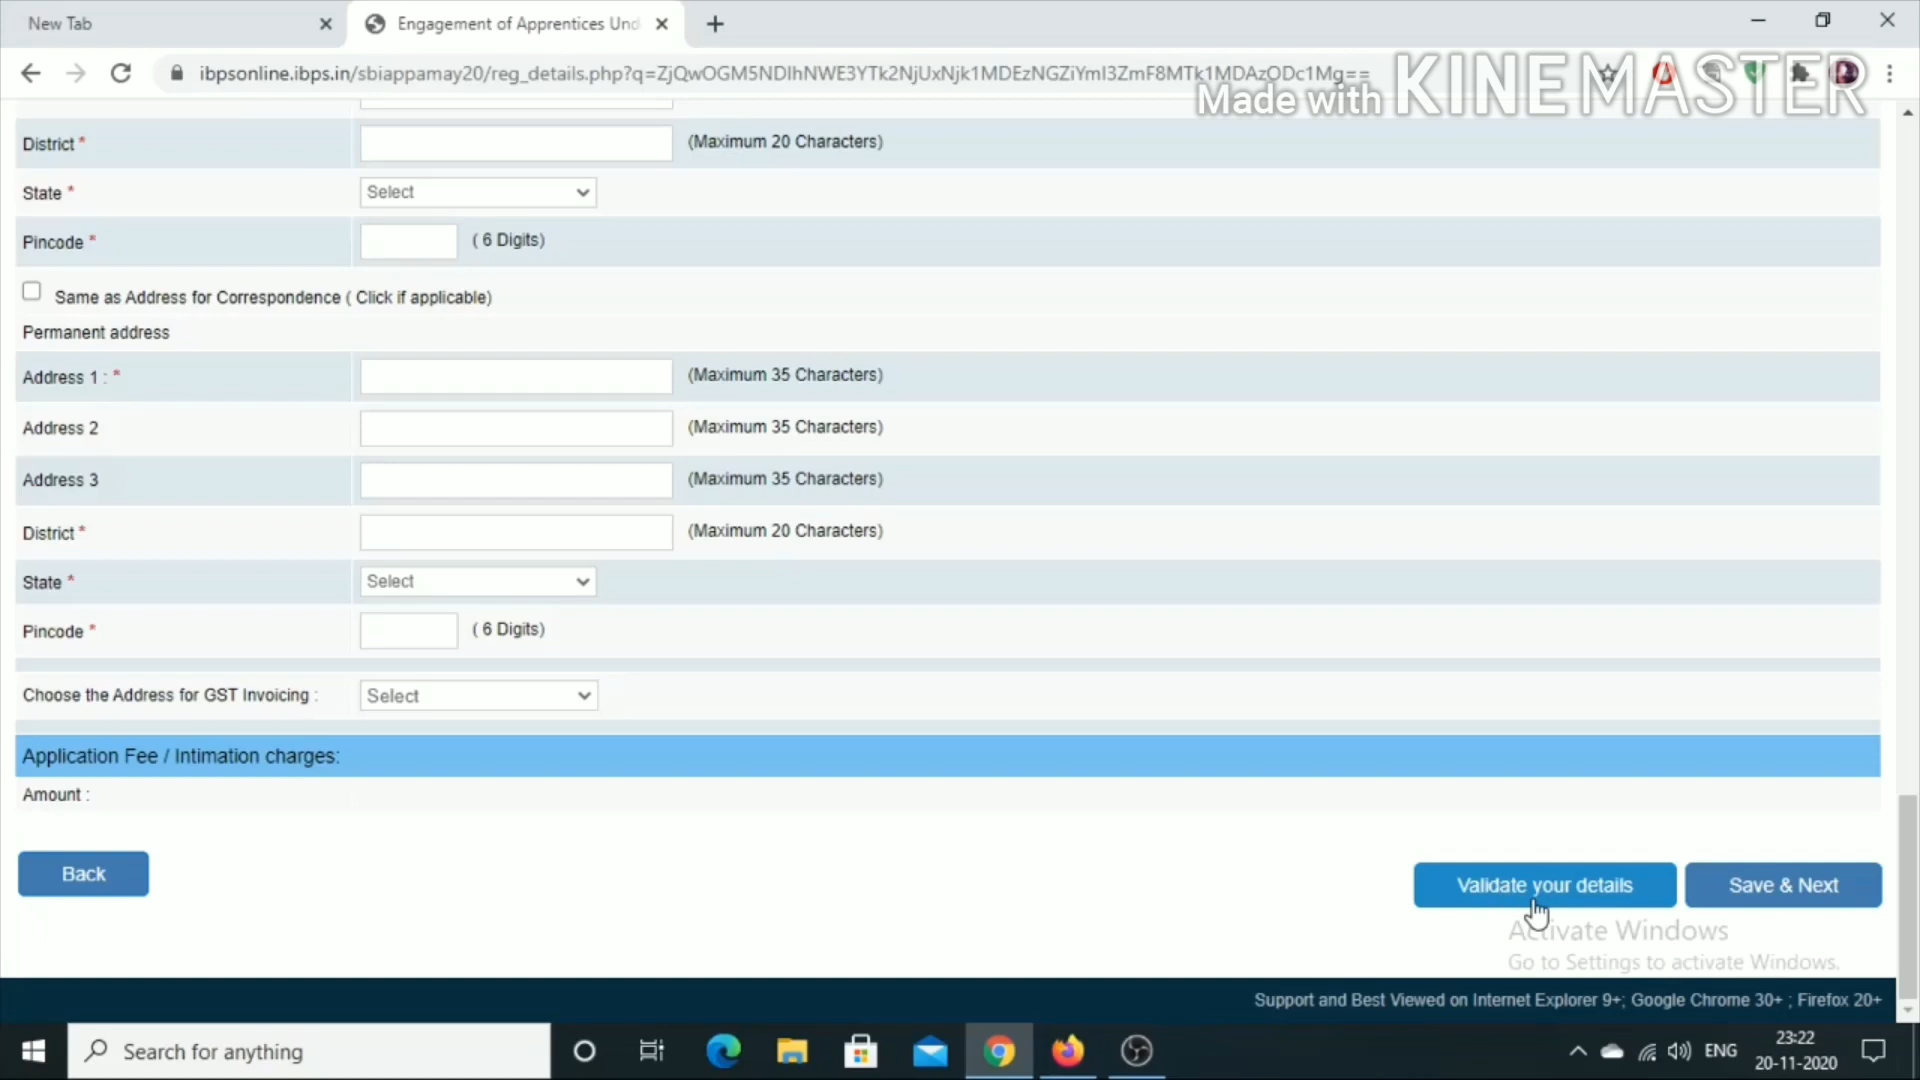 New Tab
Engagement of Apprentices Und
ibpsonline.ibps.in/sbiappamay20/reg_details.php?q=ZjQwOGM5NDlhNWE3YTk2NjUxNjk1MDEzNGZiYmI3ZmF8MTk1MDAzODc1Mg==
Made with KINEMASTER
District * (Maximum 20 Characters)
State * Select
Pincode * ( 6 Digits)
Same as Address for Correspondence ( Click if applicable)
Permanent address
Address 1 : * (Maximum 35 Characters)
Address 2 (Maximum 35 Characters)
Address 3 (Maximum 35 Characters)
District * (Maximum 20 Characters)
State * Select
Pincode * ( 6 Digits)
Choose the Address for GST Invoicing : Select
Application Fee / Intimation charges:
Amount :
Back
Validate your details
Save & Next
Activate Windows
Go to Settings to activate Windows.
Support and Best Viewed on Internet Explorer 9+; Google Chrome 30+ ; Firefox 20+
Search for anything
ENG
23:22
20-11-2020